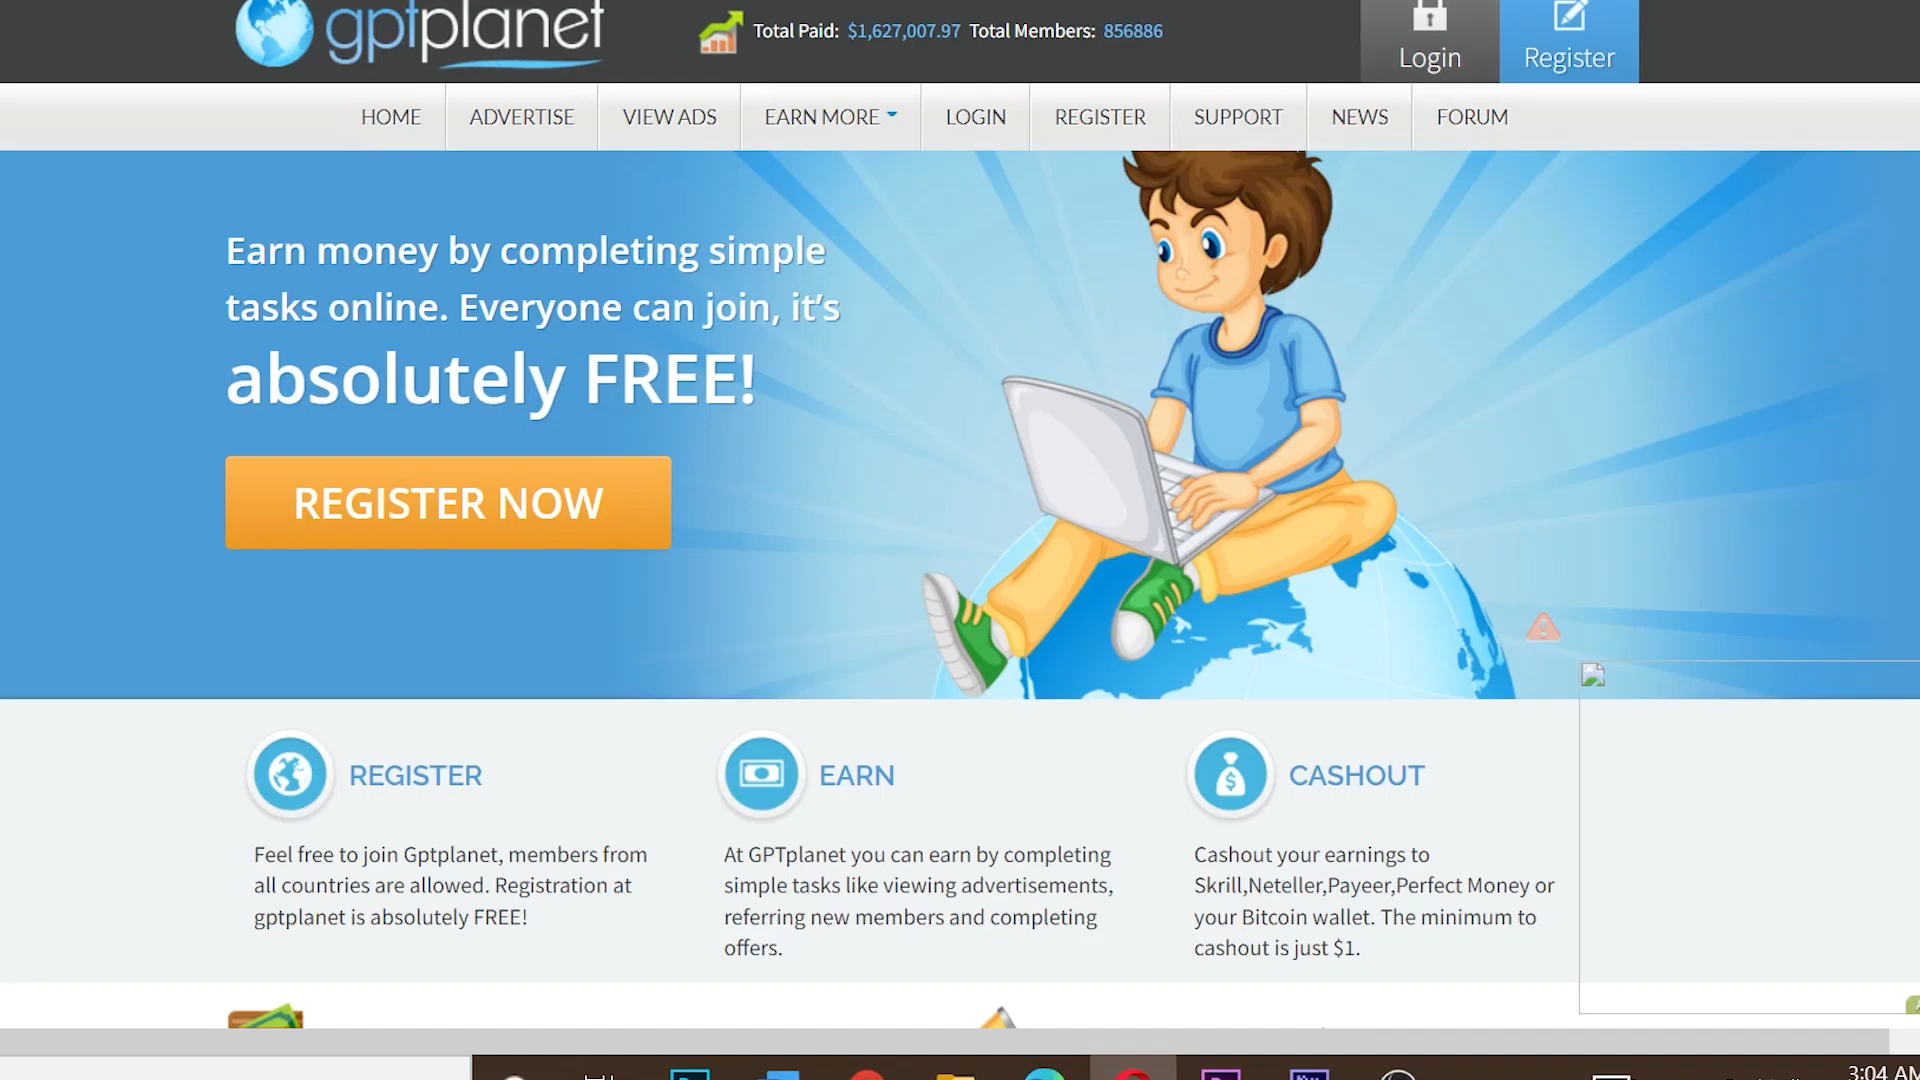 gptplanet
Total Paid: $1,627,007.97 Total Members: 856886
Login
Register
HOME
ADVERTISE
VIEW ADS
EARN MORE
LOGIN
REGISTER
SUPPORT
NEWS
FORUM
Earn money by completing simple
tasks online. Everyone can join, it's
absolutely FREE!
REGISTER NOW
REGISTER
Feel free to join Gptplanet, members from
all countries are allowed. Registration at
gptplanet is absolutely FREE!
EARN
At GPTplanet you can earn by completing
simple tasks like viewing advertisements,
referring new members and completing
offers.
CASHOUT
Cashout your earnings to
Skrill,Neteller,Payeer,Perfect Money or
your Bitcoin wallet. The minimum to
cashout is just $1.
3:04 AM